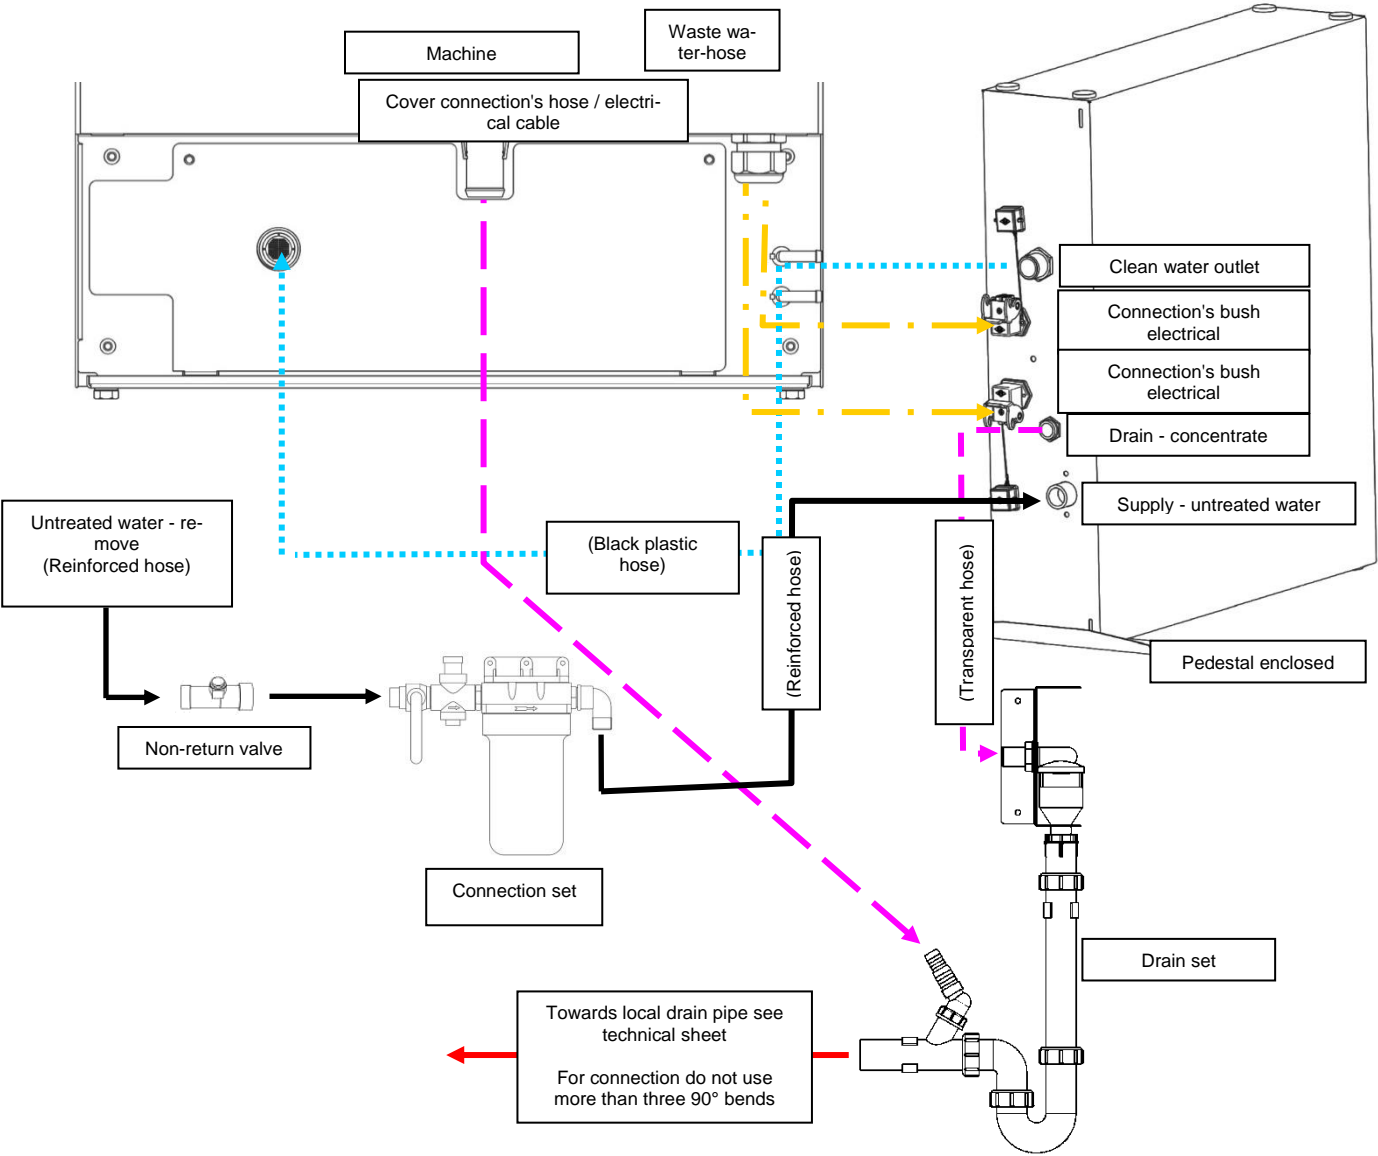 Machine
Waste wa-
ter-hose
Cover connection's hose / electri-
cal cable
Clean water outlet
Connection's bush
electrical
Connection's bush
electrical
Drain - concentrate
Supply - untreated water
Untreated water - re-
move
(Reinforced hose)
(Black plastic
hose)
(Reinforced hose)
(Transparent hose)
Pedestal enclosed
Non-return valve
Connection set
Drain set
Towards local drain pipe see
technical sheet
For connection do not use
more than three 90° bends